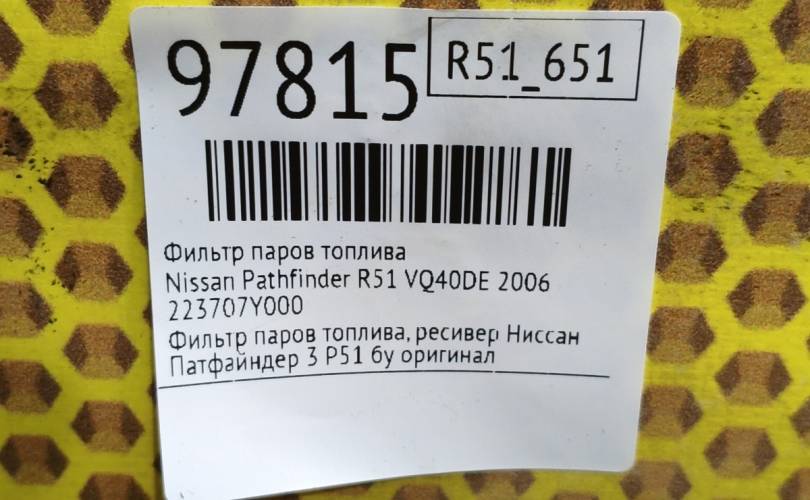 97815
R51_651
Фильтр паров топлива
Nissan Pathfinder R51 VQ40DE 2006
223707Y000
Фильтр паров топлива, ресивер Ниссан
Патфайндер 3 Р51 бу оригинал